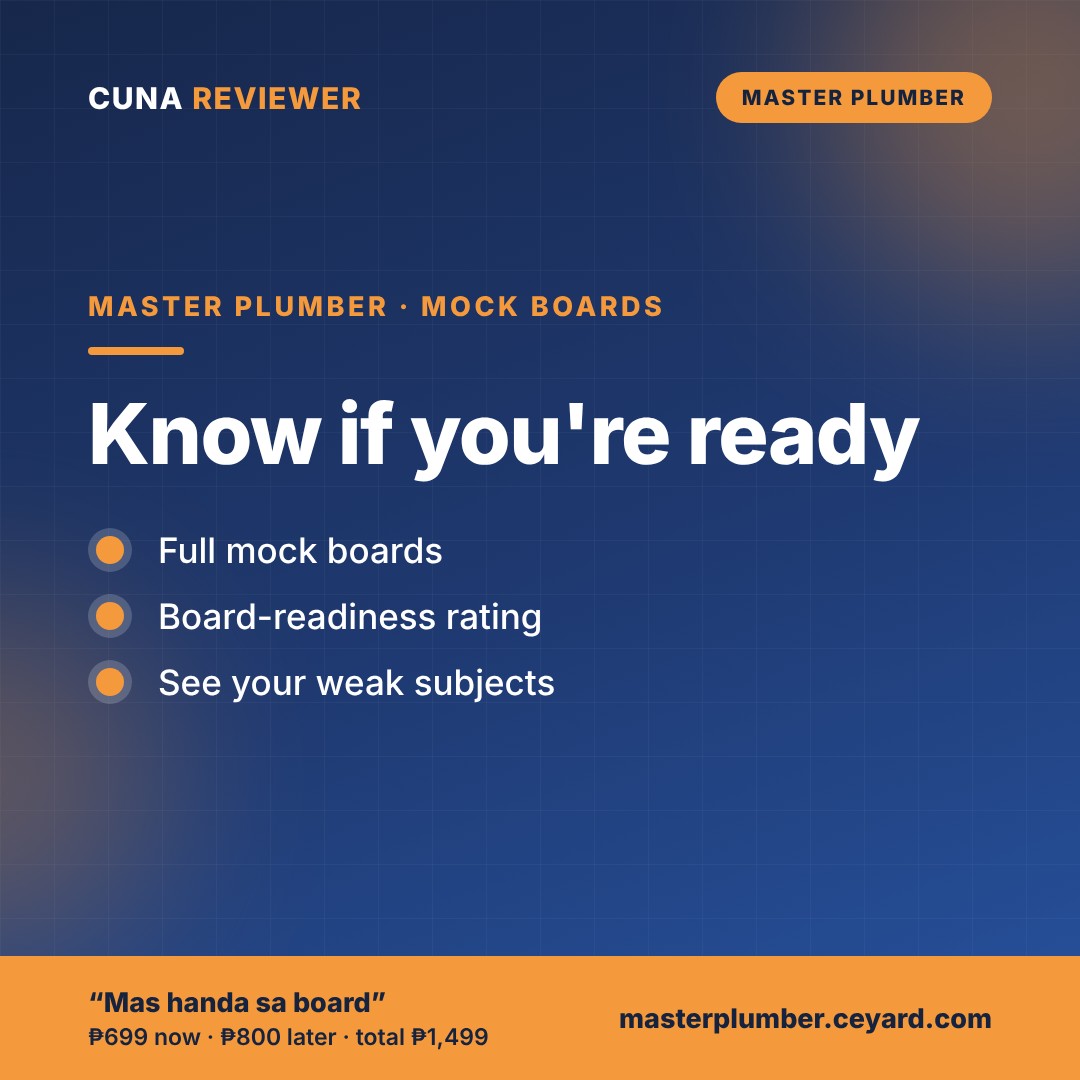 CUNA REVIEWER
MASTER PLUMBER
MASTER PLUMBER · MOCK BOARDS
Know if you're ready
Full mock boards
Board-readiness rating
See your weak subjects
“Mas handa sa board”
₱699 now · ₱800 later · total ₱1,499
masterplumber.ceyard.com